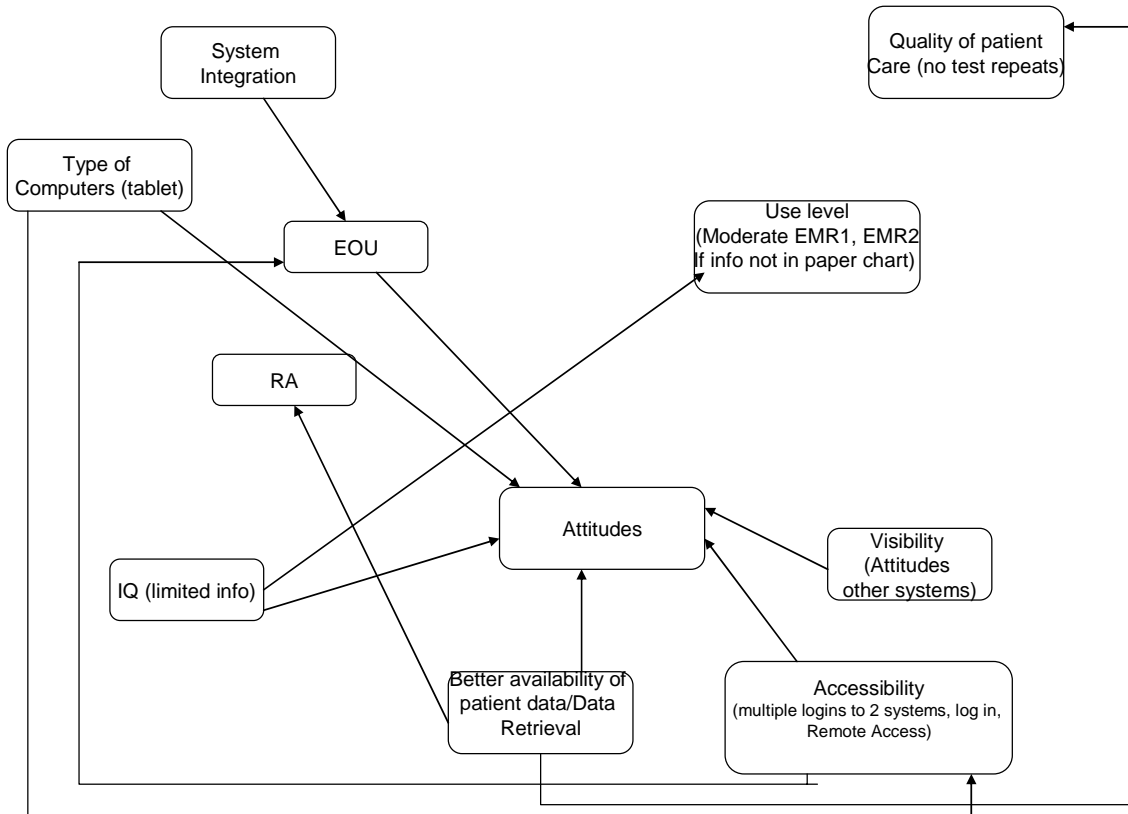 System
Integration
Quality of patient
Care (no test repeats)
Type of
Computers (tablet)
Use level
(Moderate EMR1, EMR2
If info not in paper chart)
EOU
RA
Attitudes
Visibility
(Attitudes
other systems)
IQ (limited info)
Better availability of
patient data/Data
Retrieval
Accessibility
(multiple logins to 2 systems, log in,
Remote Access)